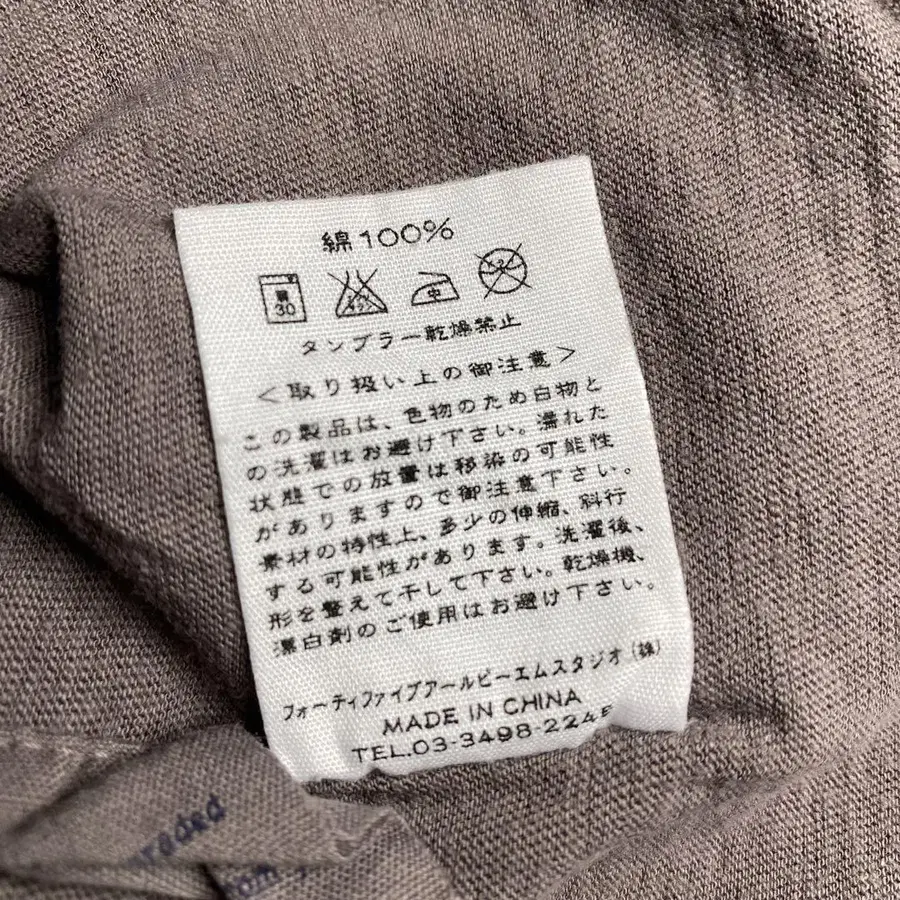 綿100%
弱
30
エンソ
サラシ
中
タンブラー乾燥禁止
<取り扱い上の御注意>
この製品は、色物のため白物と
の洗濯はお避け下さい。濡れた
状態での放置は移染の可能性
がありますので御注意下さい。
素材の特性上、多少の伸縮、斜行
する可能性があります。洗濯後、
形を整えて干して下さい。乾燥機、
漂白剤のご使用はお避け下さい。
フォーティファイブアールピーエムスタジオ(株)
MADE IN CHINA
TEL.03-3498-224